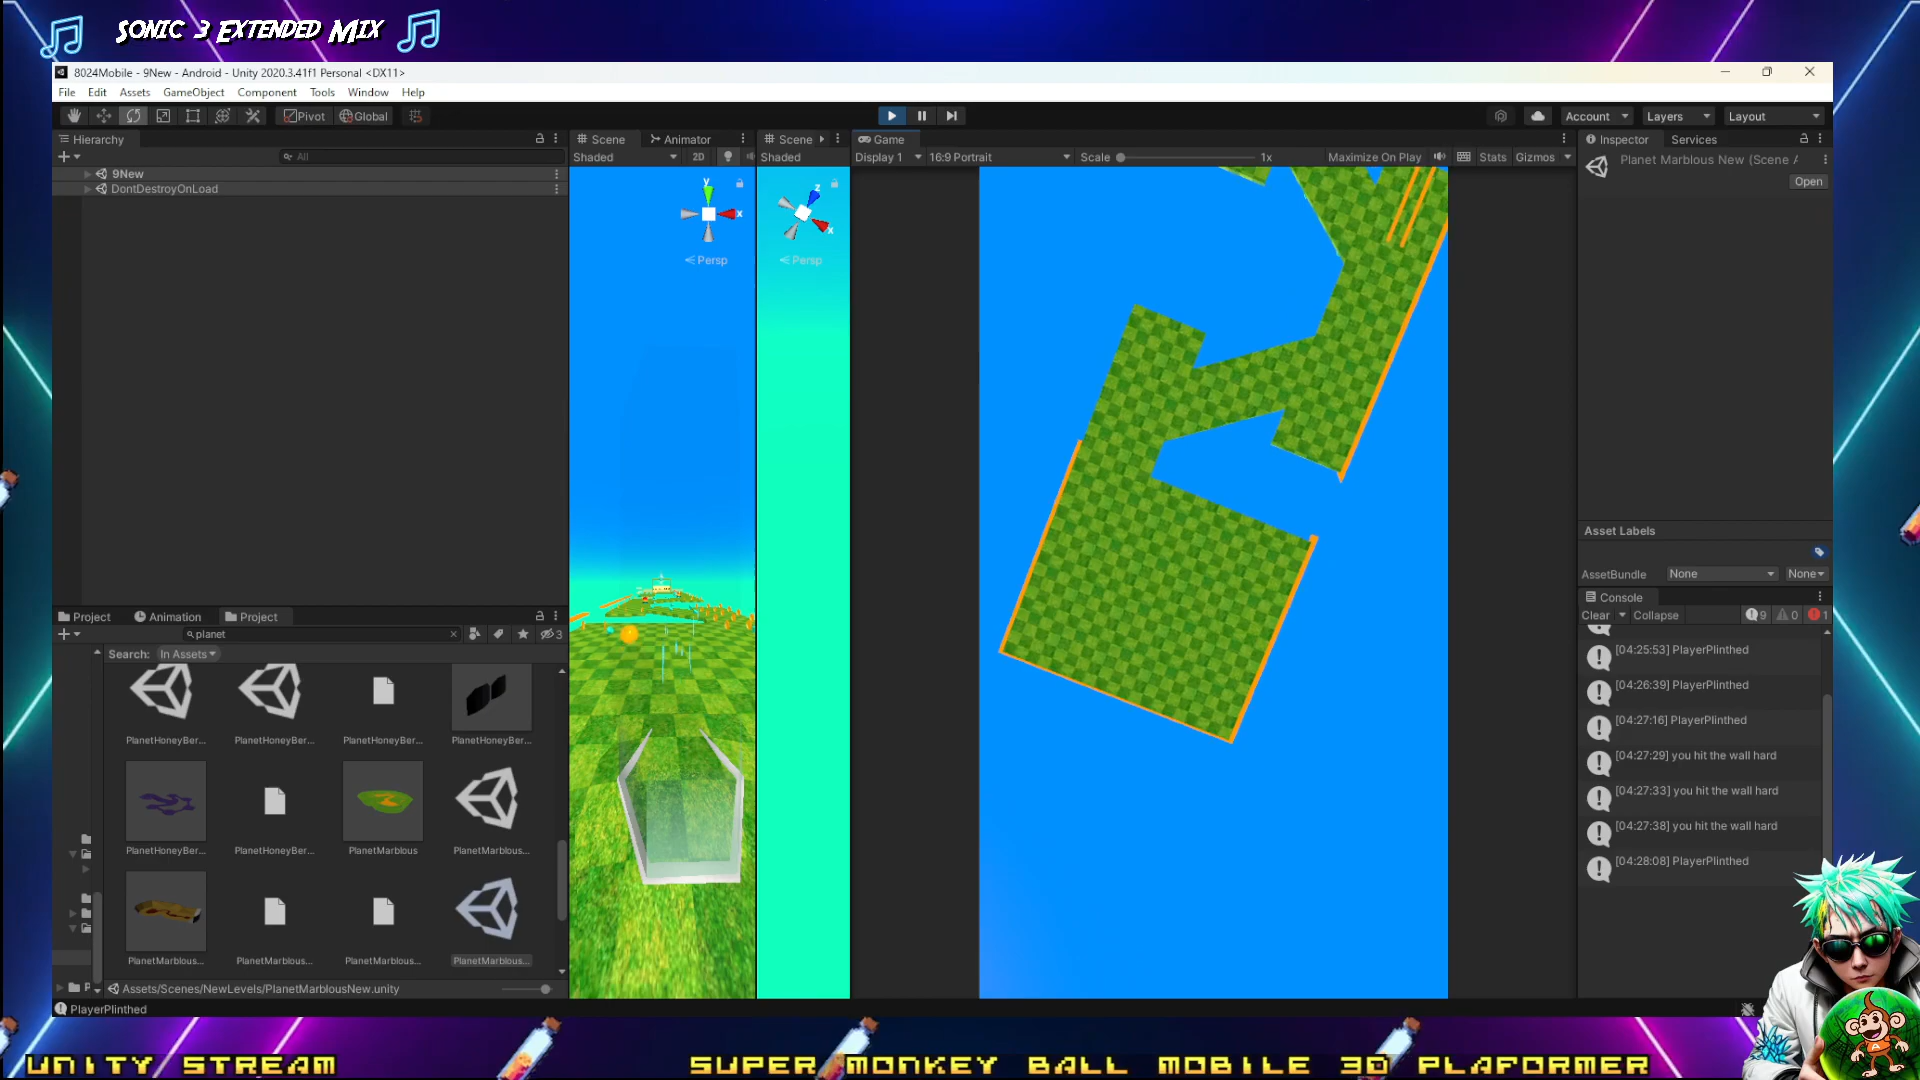 Sonic 3 Extended Mix
8024Mobile - 9New - Android - Unity 2020.3.41f1 Personal <DX11>
File Edit Assets GameObject Component Tools Window Help
Pivot Global Account Layers Layout
Hierarchy
All
9New
DontDestroyOnLoad
Scene Animator
Shaded 2D
y
x
Persp
Scene
Shaded
z
x
Persp
Game
Display 1 16:9 Portrait Scale 1x Maximize On Play Stats Gizmos
Inspector Services
Planet Marblous New (Scene A
Open
Asset Labels
AssetBundle None None
Console
Clear Collapse 9 0 1
[04:25:53] PlayerPlinthed
[04:26:39] PlayerPlinthed
[04:27:16] PlayerPlinthed
[04:27:29] you hit the wall hard
[04:27:33] you hit the wall hard
[04:27:38] you hit the wall hard
[04:28:08] PlayerPlinthed
Project Animation Project
planet 3
Search: In Assets
PlanetHoneyBer... PlanetHoneyBer... PlanetHoneyBer... PlanetHoneyBer...
PlanetHoneyBer... PlanetHoneyBer... PlanetMarblous PlanetMarblous...
PlanetMarblous... PlanetMarblous... PlanetMarblous... PlanetMarblous...
P
Assets/Scenes/NewLevels/PlanetMarblousNew.unity
PlayerPlinthed
UNITY STREAM
SUPER MONKEY BALL MOBILE 3D PLAFORMER